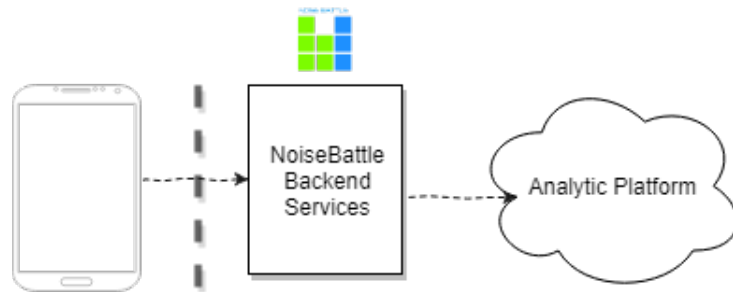 NoiseBattle
Backend
Services
Analytic Platform